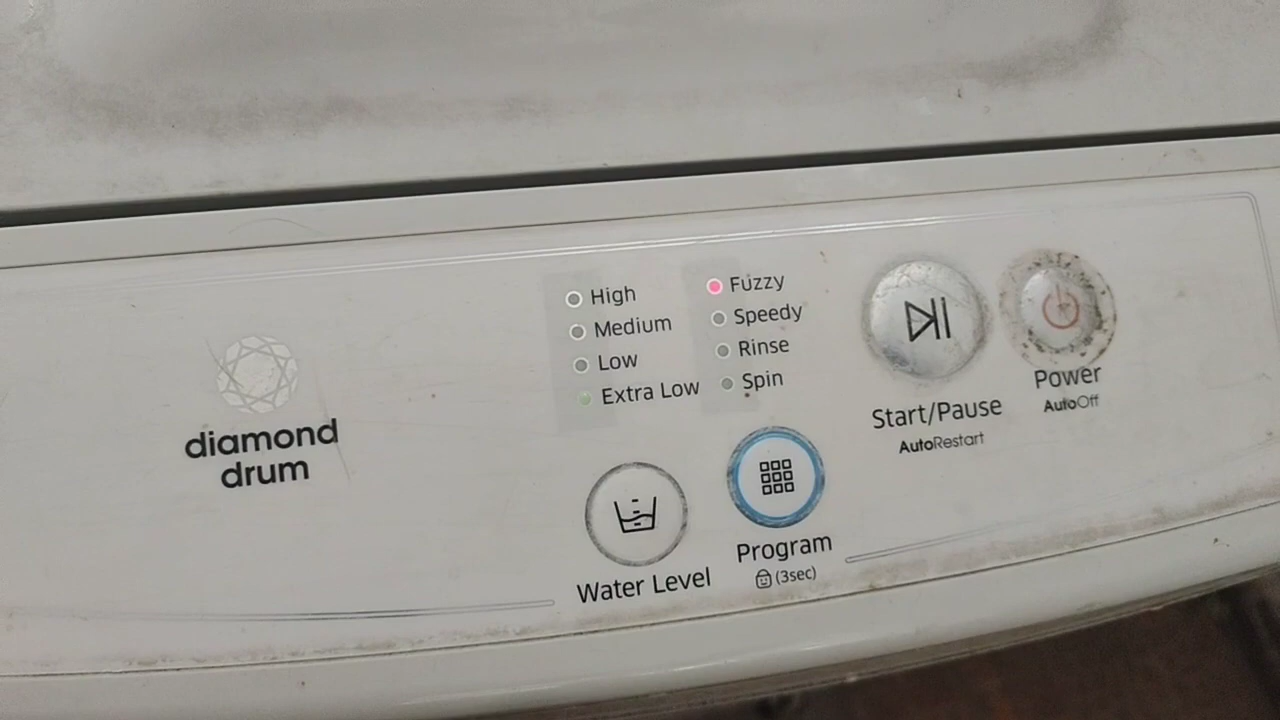 diamond
drum
High
Medium
Low
Extra Low
Fuzzy
Speedy
Rinse
Spin
Water Level
Program
(3sec)
Start/Pause
AutoRestart
Power
AutoOff